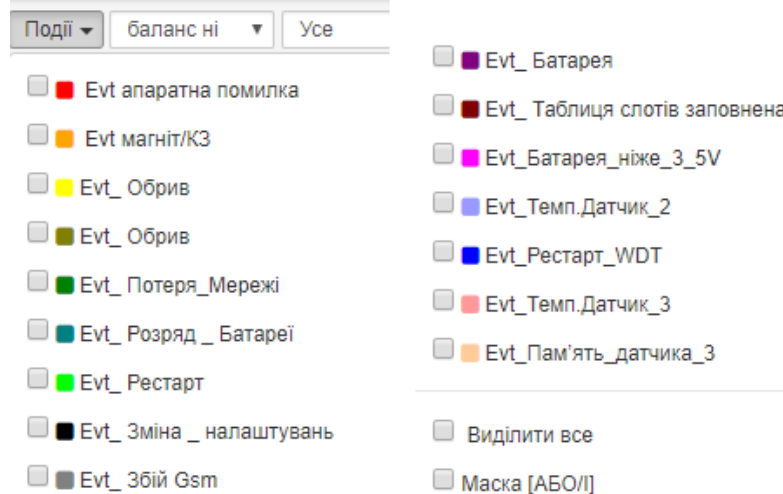 Події баланс ні Усе
Evt апаратна помилка
Evt магніт/КЗ
Evt_ Обрив
Evt_ Обрив
Evt_ Потеря_Мережі
Evt_ Розряд _ Батареї
Evt_ Рестарт
Evt_ Зміна _ налаштувань
Evt_ Збій Gsm
Evt_ Батарея
Evt_ Таблиця слотів заповнена
Evt_Батарея_ніже_3_5V
Evt_Темп.Датчик_2
Evt_Рестарт_WDT
Evt_Темп.Датчик_3
Evt_Пам'ять_датчика_3
Виділити все
Маска [АБО/І]